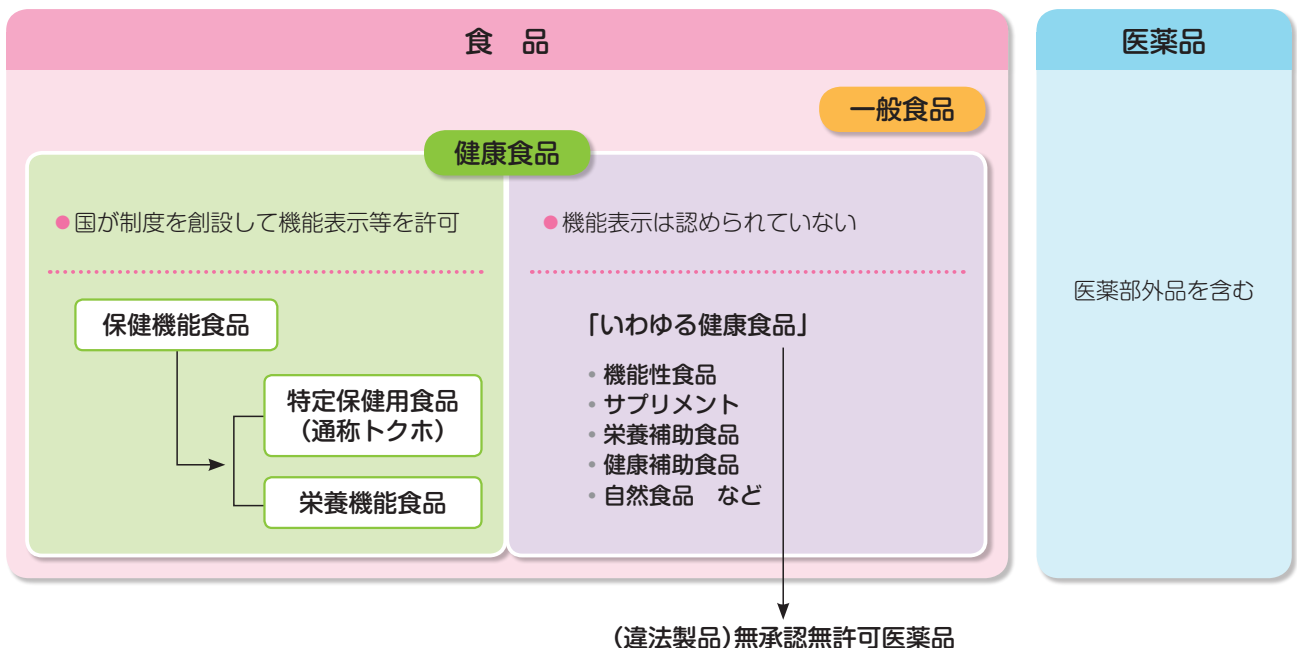 食 品
医薬品
一般食品
健康食品
●国が制度を創設して機能表示等を許可
●機能表示は認められていない
保健機能食品
特定保健用食品
（通称トクホ）
栄養機能食品
「いわゆる健康食品」
・機能性食品
・サプリメント
・栄養補助食品
・健康補助食品
・自然食品　など
医薬部外品を含む
（違法製品）無承認無許可医薬品